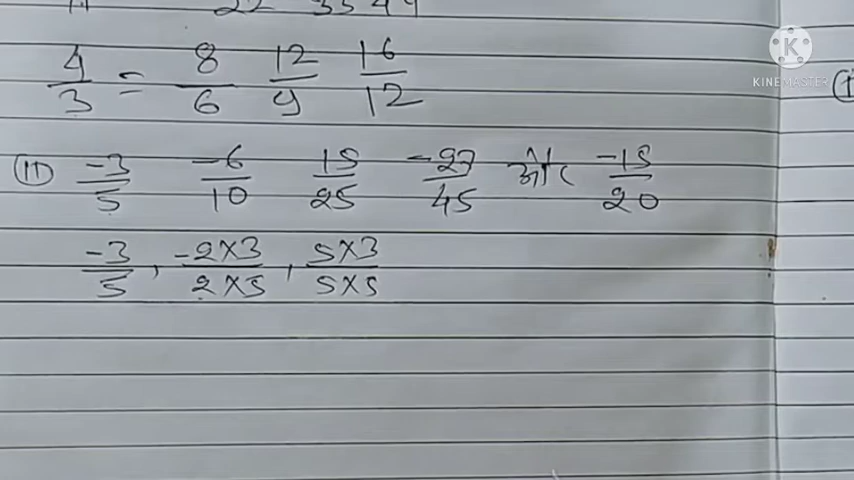 4/3 = 8/6 12/9 16/12
KINEMASTER
(II) -3/5 -6/10 15/25 -27/45 और -15/20
-3/5, -2×3/2×5, 5×3/5×5